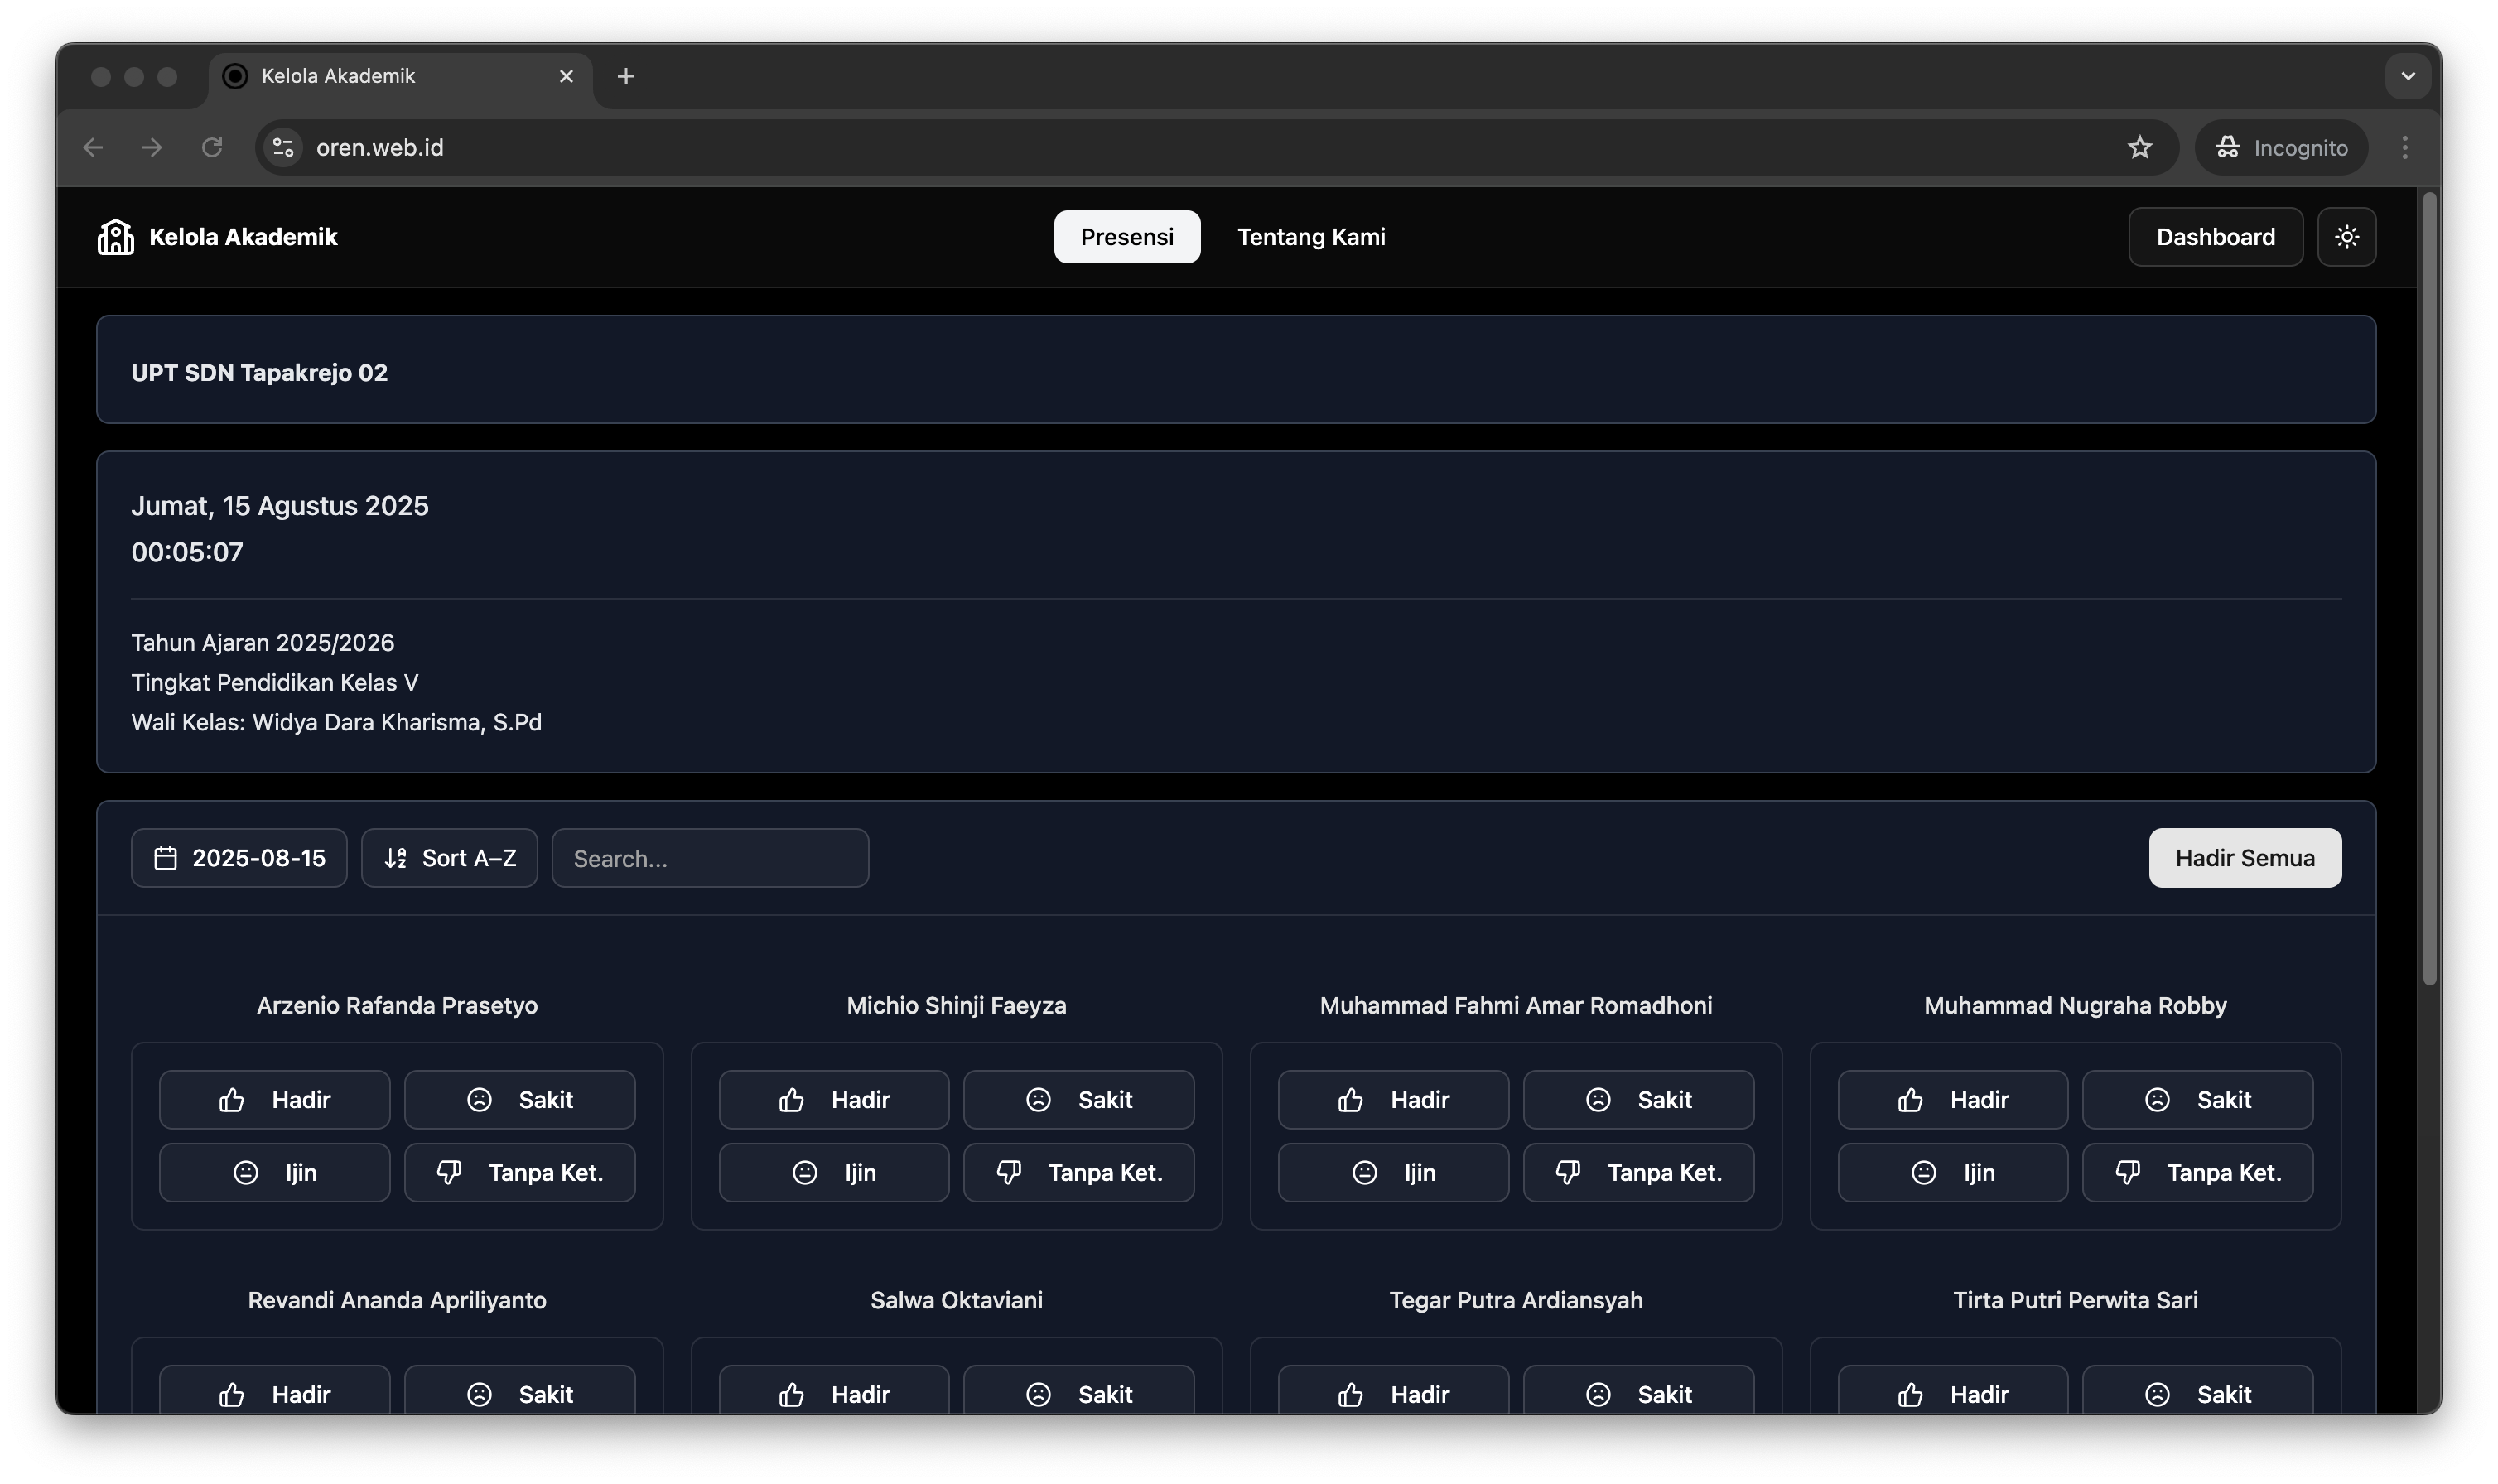 Kelola Akademik
oren.web.id
Incognito
Kelola Akademik
Presensi
Tentang Kami
Dashboard
UPT SDN Tapakrejo 02
Jumat, 15 Agustus 2025
00:05:07
Tahun Ajaran 2025/2026
Tingkat Pendidikan Kelas V
Wali Kelas: Widya Dara Kharisma, S.Pd
2025-08-15
Sort A–Z
Search...
Hadir Semua
Arzenio Rafanda Prasetyo
Hadir
Sakit
Ijin
Tanpa Ket.
Michio Shinji Faeyza
Hadir
Sakit
Ijin
Tanpa Ket.
Muhammad Fahmi Amar Romadhoni
Hadir
Sakit
Ijin
Tanpa Ket.
Muhammad Nugraha Robby
Hadir
Sakit
Ijin
Tanpa Ket.
Revandi Ananda Apriliyanto
Hadir
Sakit
Salwa Oktaviani
Hadir
Sakit
Tegar Putra Ardiansyah
Hadir
Sakit
Tirta Putri Perwita Sari
Hadir
Sakit